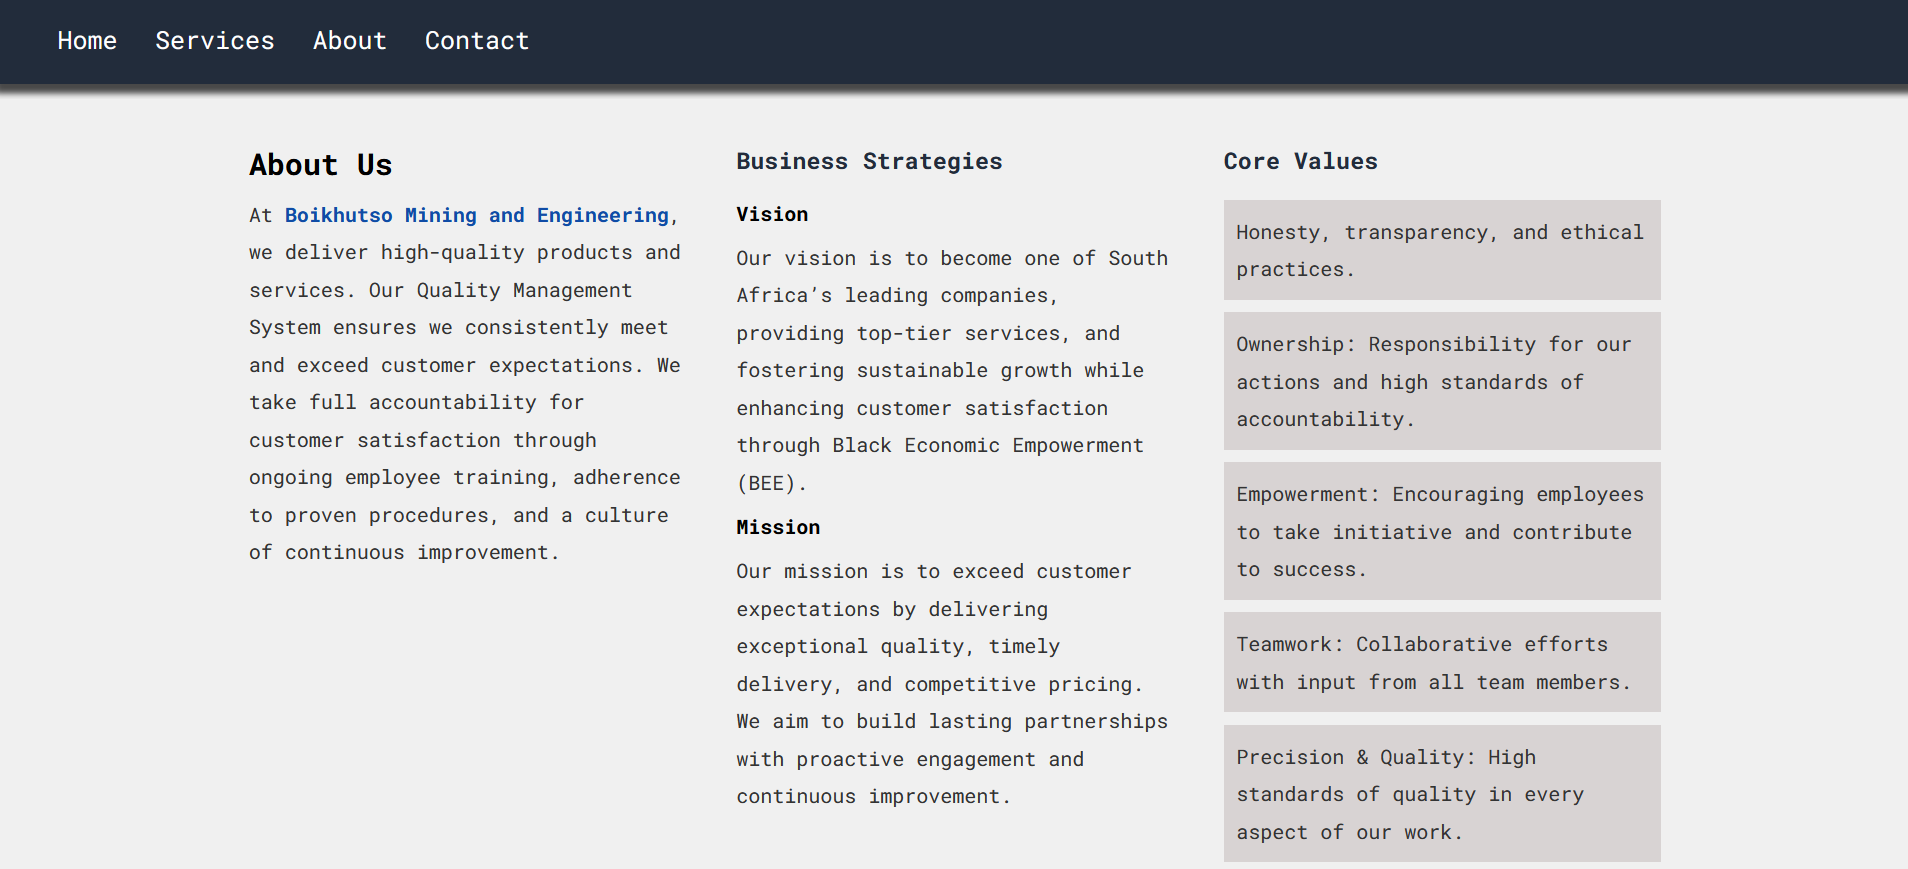 Home Services About Contact
About Us
At Boikhutso Mining and Engineering,
we deliver high-quality products and
services. Our Quality Management
System ensures we consistently meet
and exceed customer expectations. We
take full accountability for
customer satisfaction through
ongoing employee training, adherence
to proven procedures, and a culture
of continuous improvement.
Business Strategies
Vision
Our vision is to become one of South
Africa’s leading companies,
providing top-tier services, and
fostering sustainable growth while
enhancing customer satisfaction
through Black Economic Empowerment
(BEE).
Mission
Our mission is to exceed customer
expectations by delivering
exceptional quality, timely
delivery, and competitive pricing.
We aim to build lasting partnerships
with proactive engagement and
continuous improvement.
Core Values
Honesty, transparency, and ethical
practices.
Ownership: Responsibility for our
actions and high standards of
accountability.
Empowerment: Encouraging employees
to take initiative and contribute
to success.
Teamwork: Collaborative efforts
with input from all team members.
Precision & Quality: High
standards of quality in every
aspect of our work.